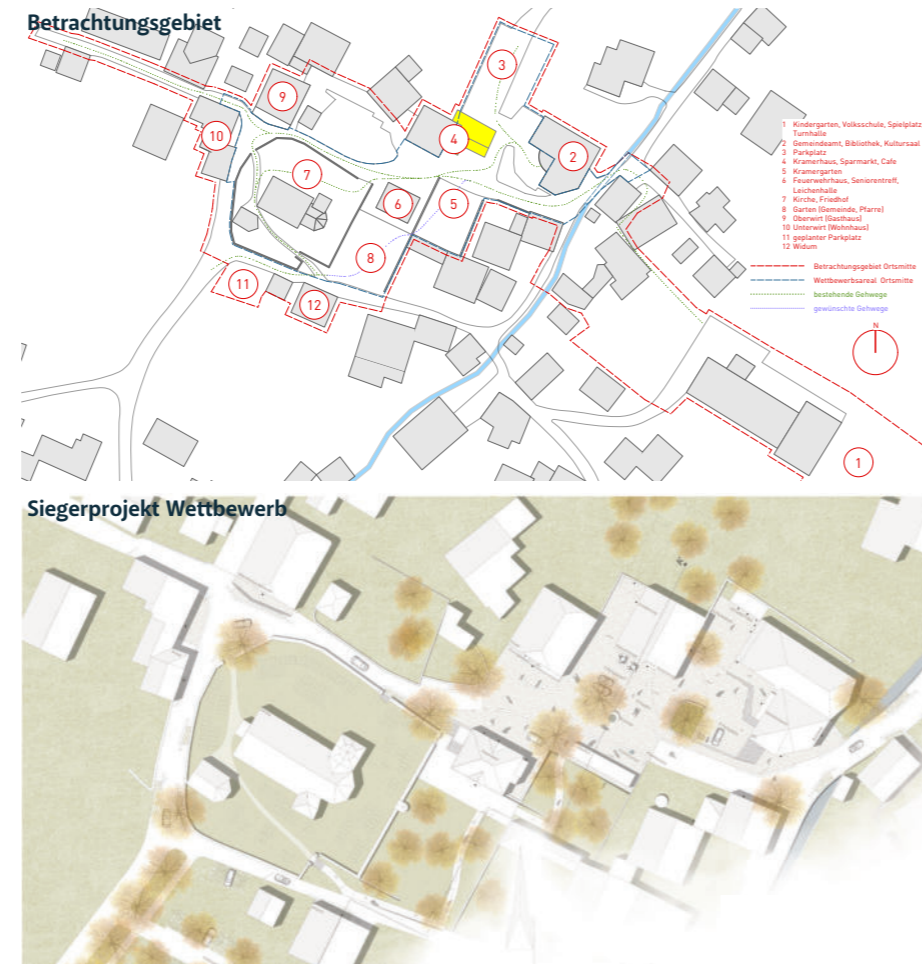 Betrachtungsgebiet
3
9
10
4
2
7
6
5
8
11
12
1
1 Kindergarten, Volksschule, Spielplatz
Turnhalle
2 Gemeindeamt, Bibliothek, Kultursaal
3 Parkplatz
4 Kramerhaus, Sparmarkt, Cafe
5 Kramergarten
6 Feuerwehrhaus, Seniorentreff,
Leichenhalle
7 Kirche, Friedhof
8 Garten (Gemeinde, Pfarre)
9 Oberwirt (Gasthaus)
10 Unterwirt (Wohnhaus)
11 geplanter Parkplatz
12 Widum
Betrachtungsgebiet Ortsmitte
Wettbewerbsareal Ortsmitte
bestehende Gehwege
gewünschte Gehwege
N
Siegerprojekt Wettbewerb